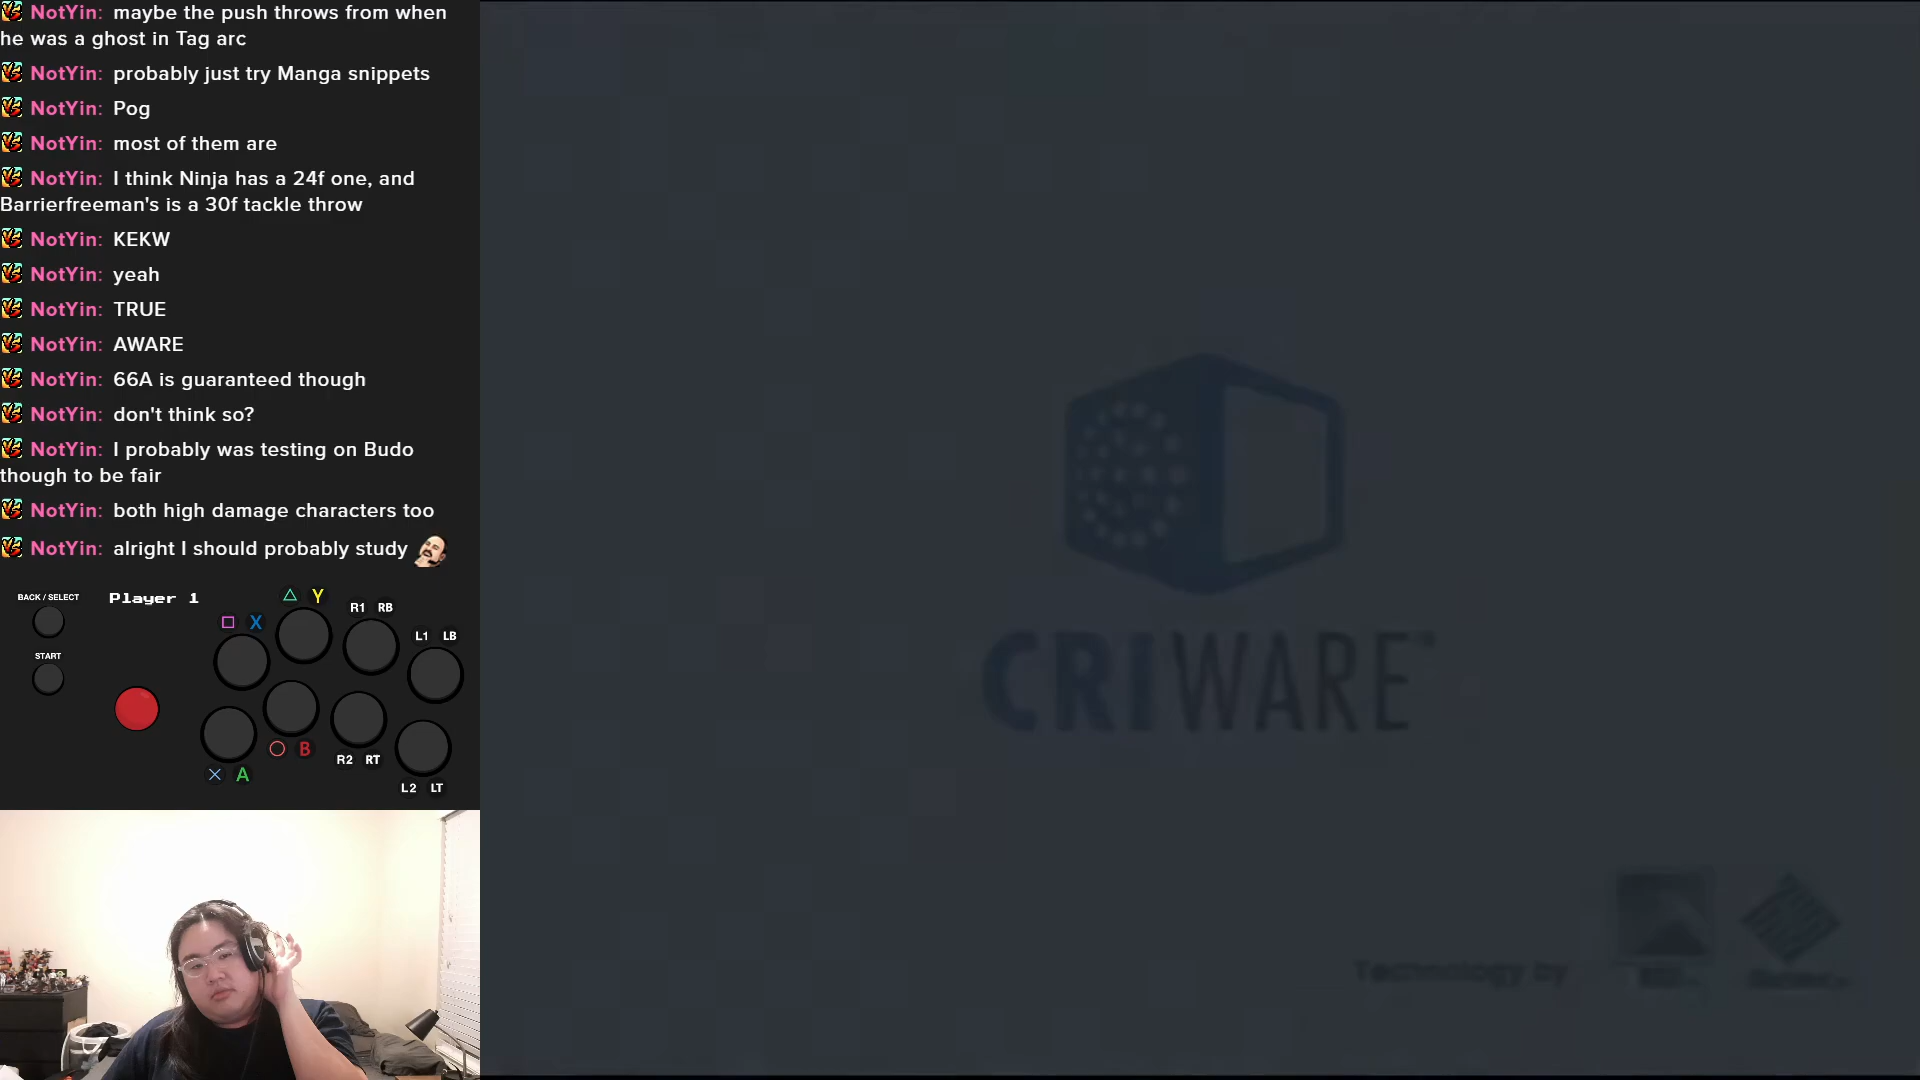 NotYin: maybe the push throws from when
he was a ghost in Tag arc
NotYin: probably just try Manga snippets
NotYin: Pog
NotYin: most of them are
NotYin: I think Ninja has a 24f one, and
Barrierfreeman's is a 30f tackle throw
NotYin: KEKW
NotYin: yeah
NotYin: TRUE
NotYin: AWARE
NotYin: 66A is guaranteed though
NotYin: don't think so?
NotYin: I probably was testing on Budo
though to be fair
NotYin: both high damage characters too
NotYin: alright I should probably study
BACK / SELECT
Player 1
START
X
Y
R1 RB
L1 LB
A
B
R2 RT
L2 LT
CRIWARE™
Technology by